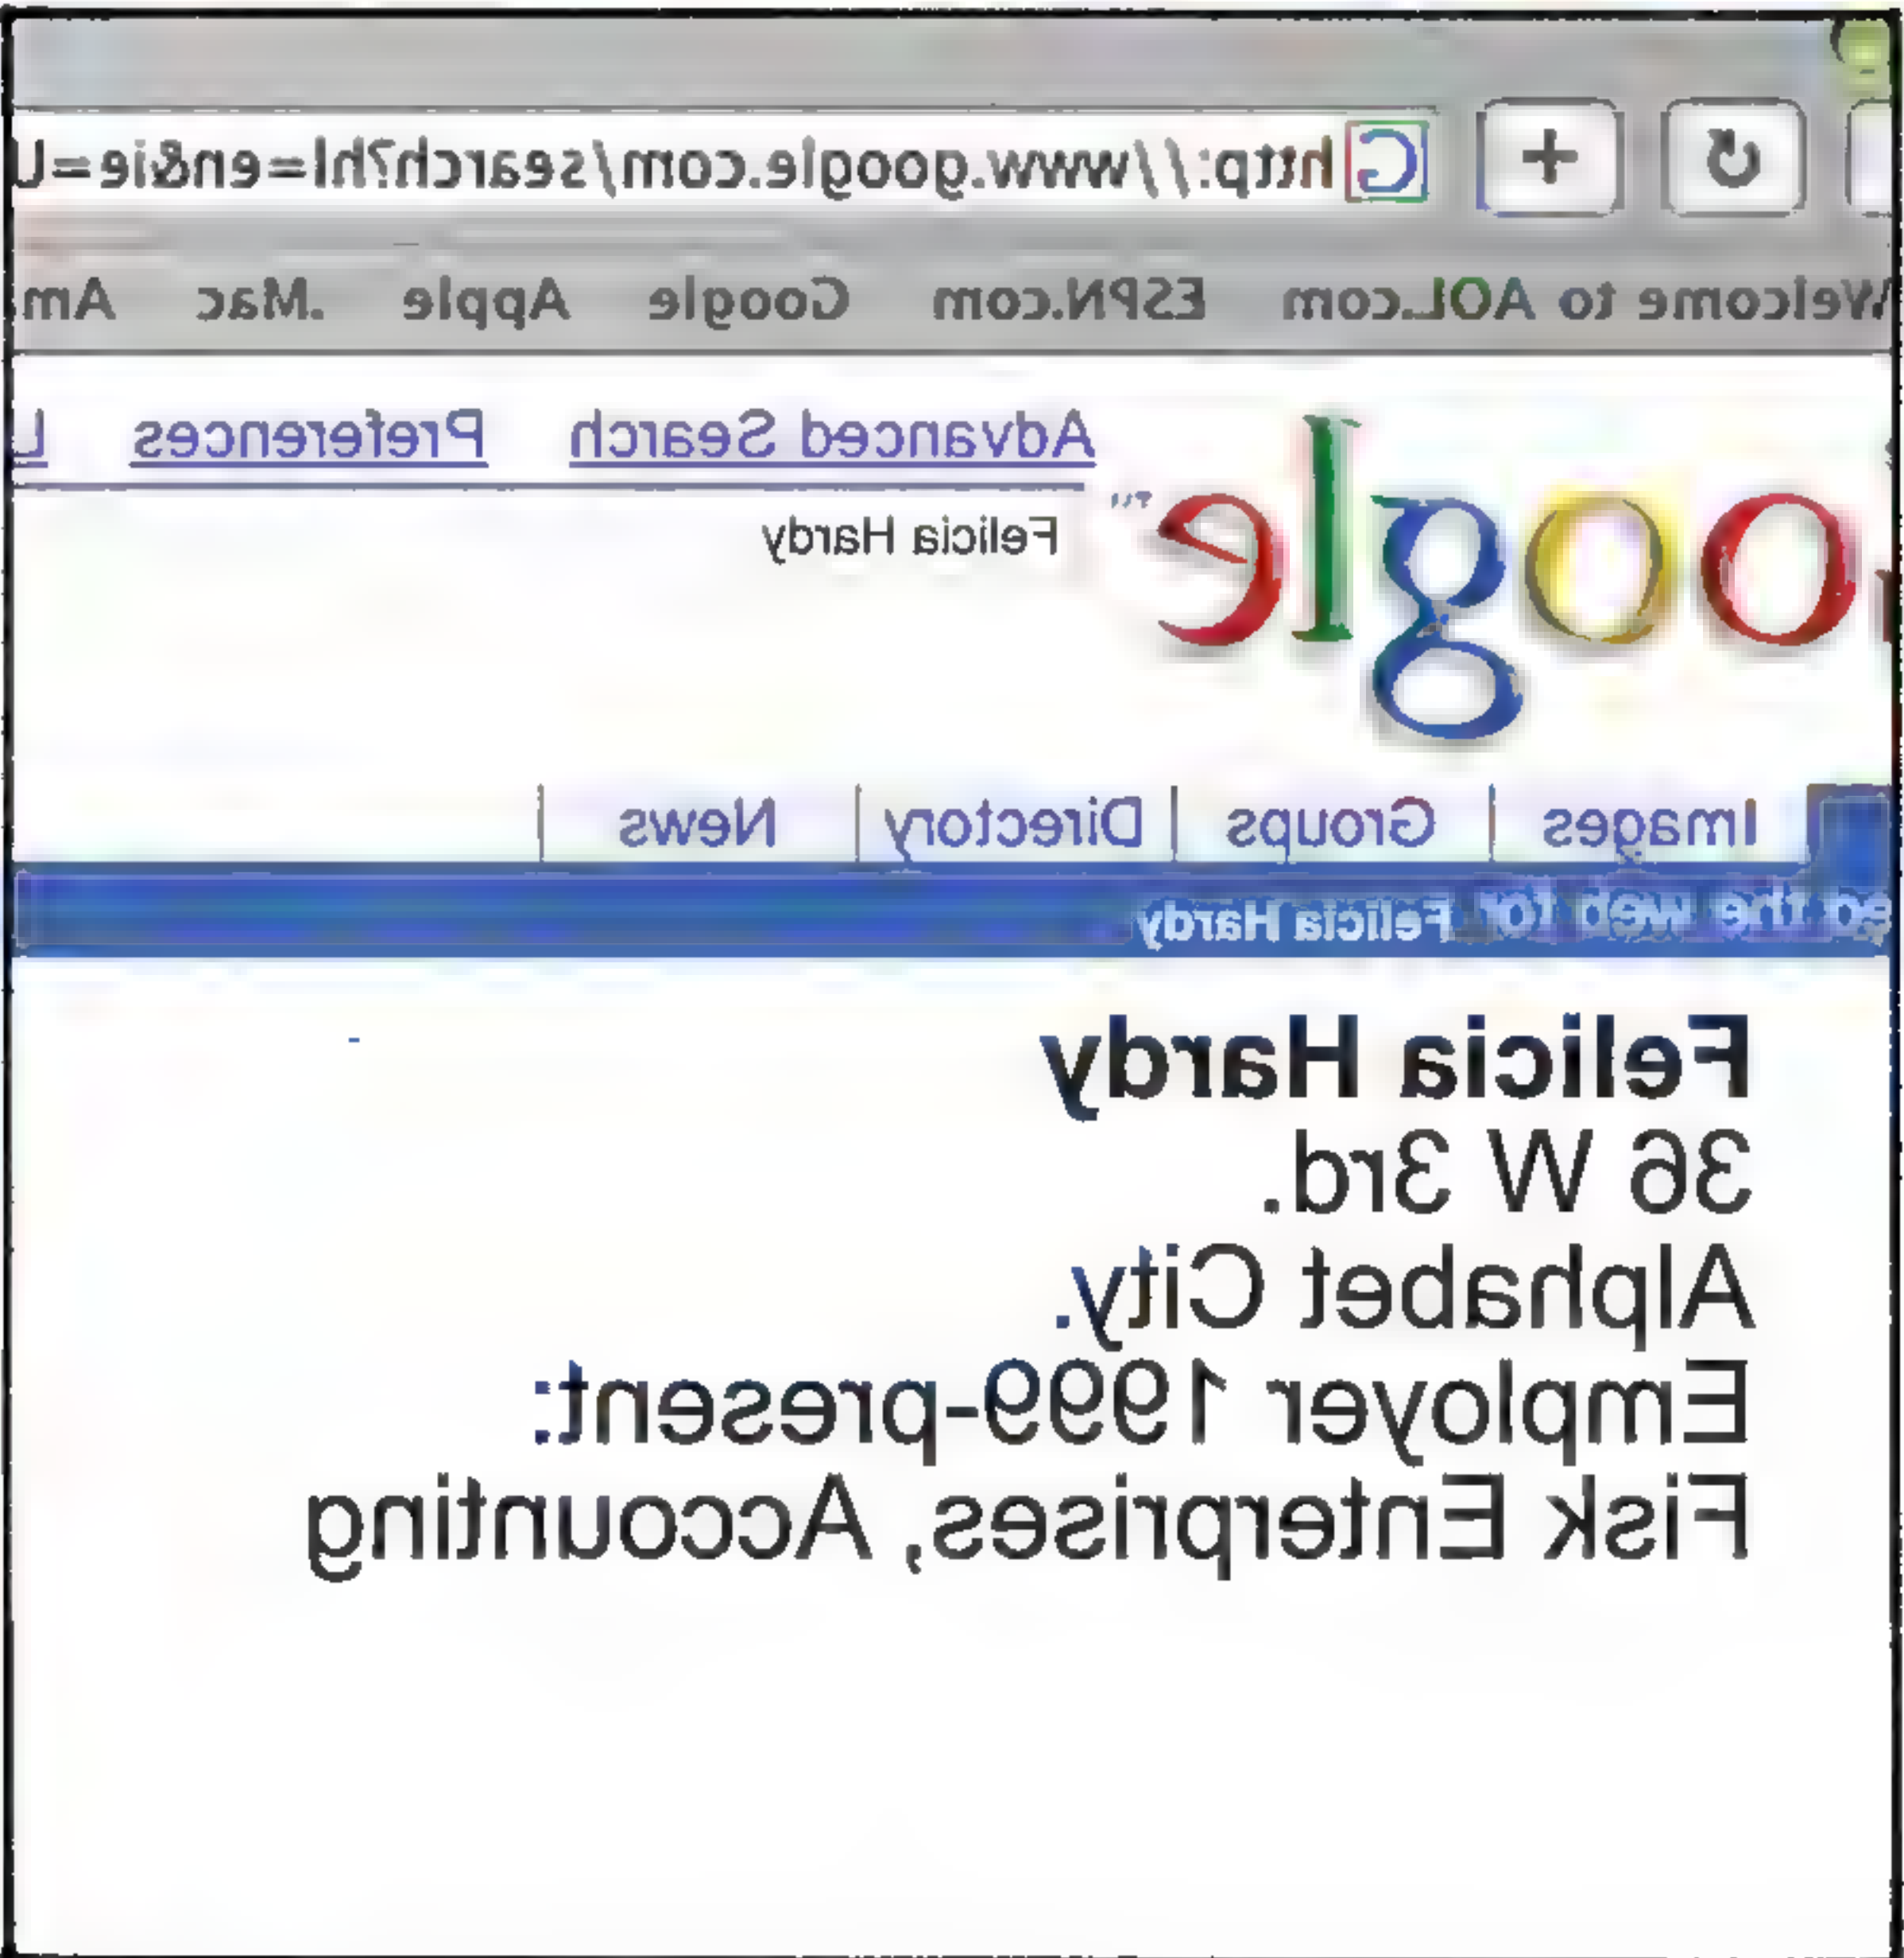 http://www.google.com/search?hl=en&ie=U
Welcome to AOL.com ESPN.com Google Apple .Mac Am
oogle™ Advanced Search Preferences L
Felicia Hardy
Images Groups Directory News
ed the web for Felicia Hardy
Felicia Hardy
36 W 3rd.
Alphabet City.
Employer 1999-present:
Fisk Enterprises, Accounting